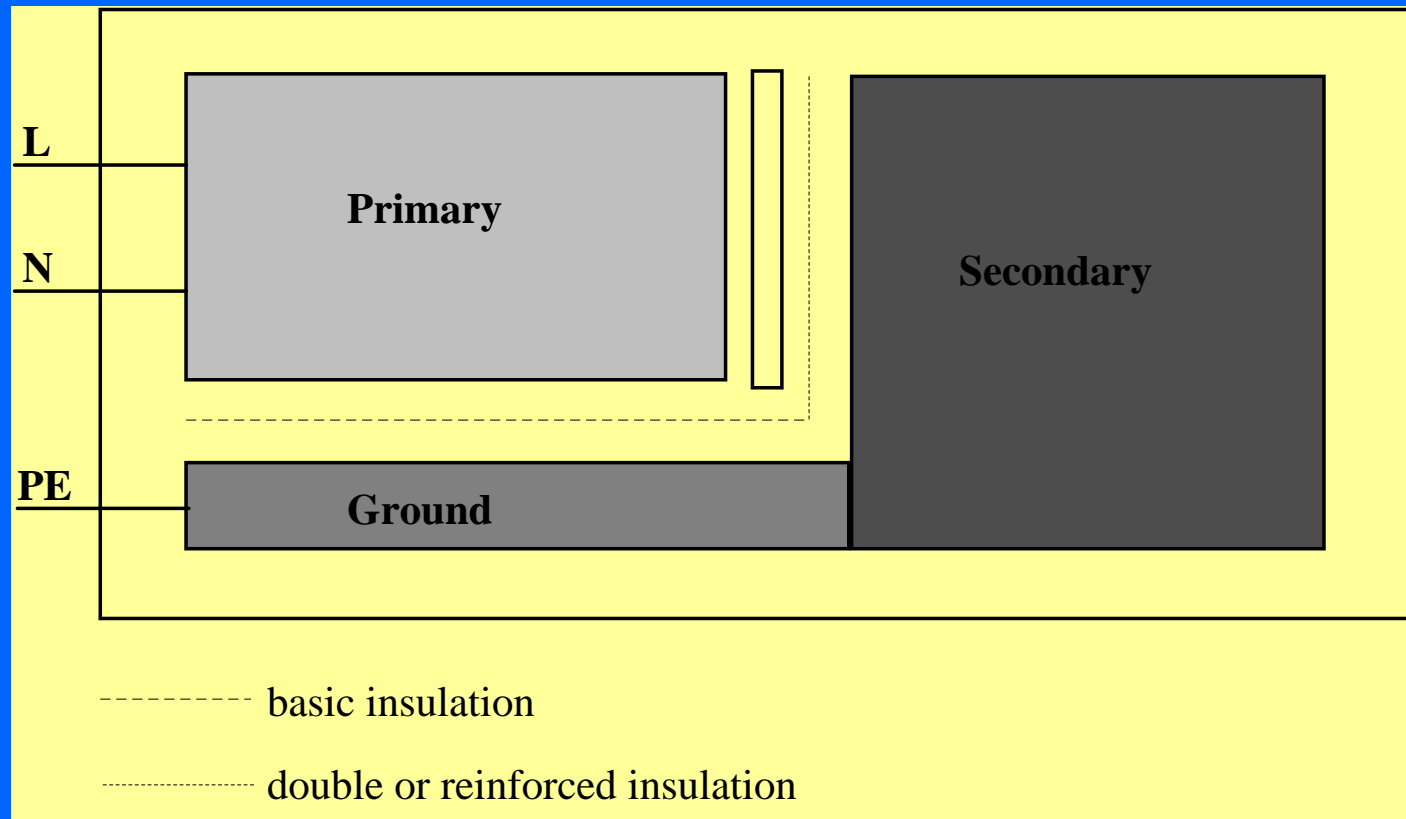 L
Primary
N
Secondary
PE
Ground
basic insulation
double or reinforced insulation